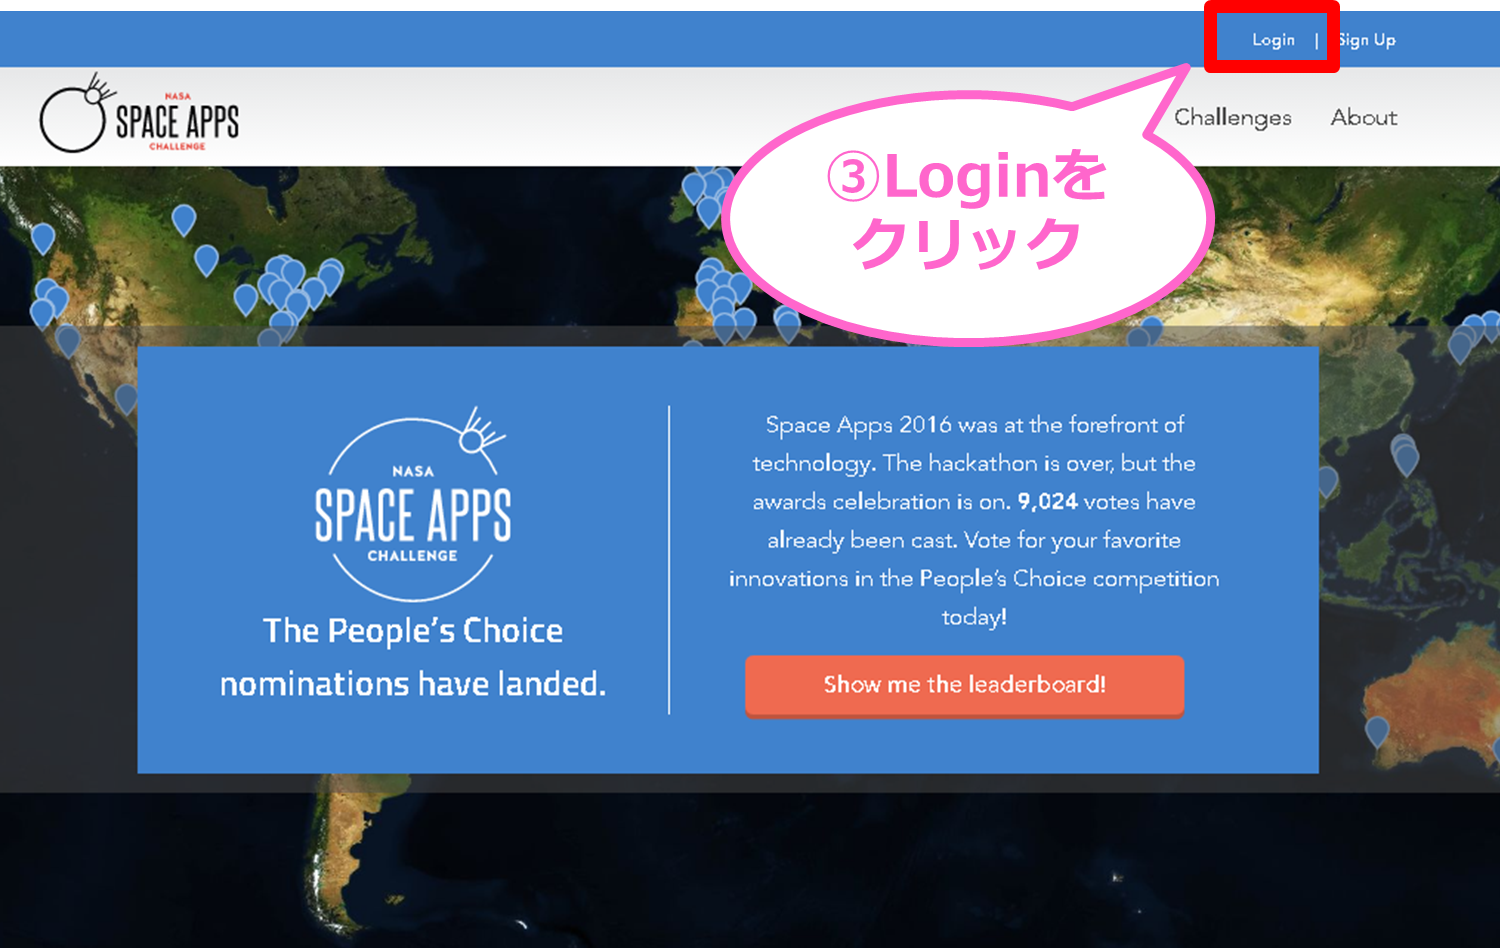 Login | Sign Up
NASA
SPACE APPS
CHALLENGE
Challenges
About
③Loginを
クリック
NASA
SPACE APPS
CHALLENGE
The People's Choice
nominations have landed.
Space Apps 2016 was at the forefront of
technology. The hackathon is over, but the
awards celebration is on. 9,024 votes have
already been cast. Vote for your favorite
innovations in the People's Choice competition
today!
Show me the leaderboard!